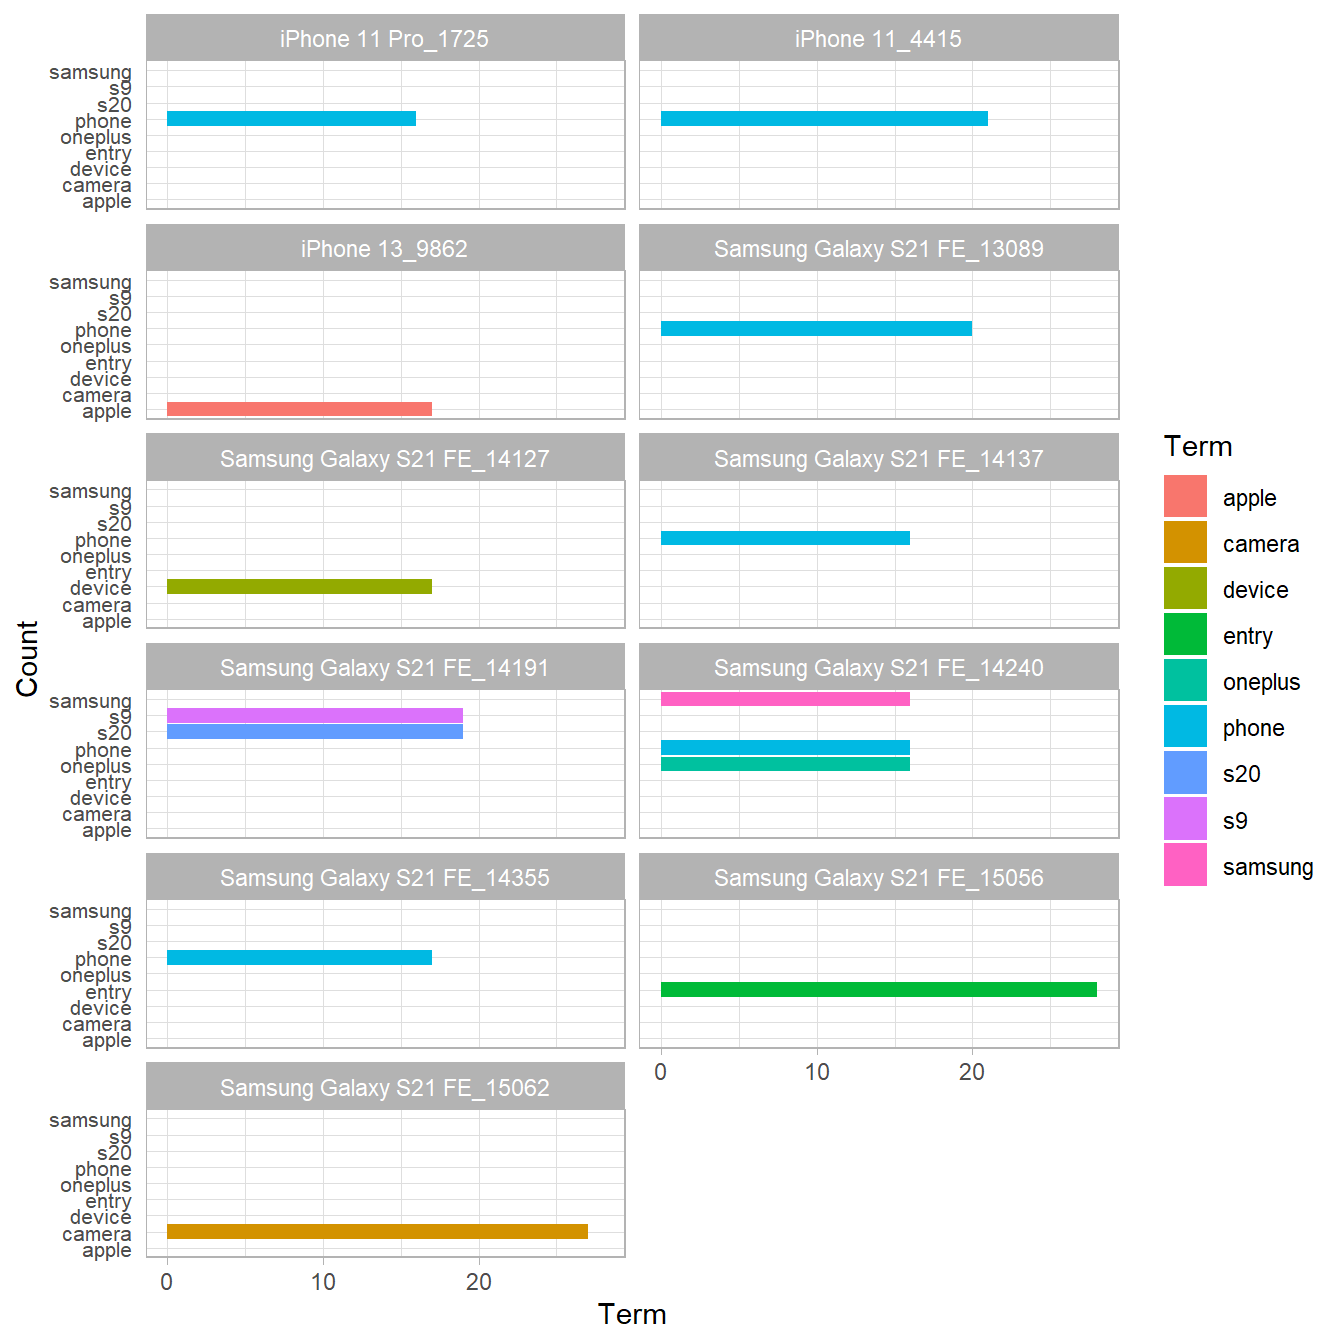 iPhone 11 Pro_1725
iPhone 11_4415
samsung
s9
s20
phone
oneplus
entry
device
camera
apple
iPhone 13_9862
Samsung Galaxy S21 FE_13089
samsung
s9
s20
phone
oneplus
entry
device
camera
apple
Samsung Galaxy S21 FE_14127
Samsung Galaxy S21 FE_14137
samsung
s9
s20
phone
oneplus
entry
device
camera
apple
Samsung Galaxy S21 FE_14191
Samsung Galaxy S21 FE_14240
samsung
s9
s20
phone
oneplus
entry
device
camera
apple
Samsung Galaxy S21 FE_14355
Samsung Galaxy S21 FE_15056
samsung
s9
s20
phone
oneplus
entry
device
camera
apple
0 10 20
Samsung Galaxy S21 FE_15062
samsung
s9
s20
phone
oneplus
entry
device
camera
apple
0 10 20
Term
Count
Term
apple
camera
device
entry
oneplus
phone
s20
s9
samsung